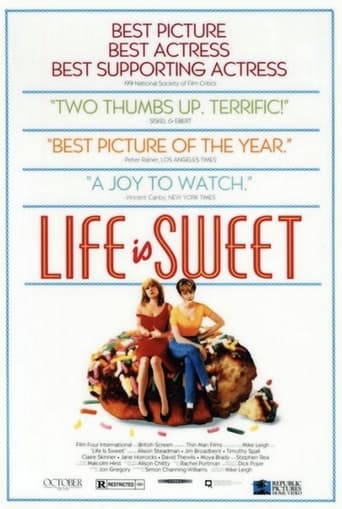 BEST PICTURE
BEST ACTRESS
BEST SUPPORTING ACTRESS
1991 National Society of Film Critics
"TWO THUMBS UP. TERRIFIC!"
SISKEL & EBERT
"BEST PICTURE OF THE YEAR."
Peter Rainer, LOS ANGELES TIMES
"A JOY TO WATCH."
Vincent Canby, NEW YORK TIMES
LIFE is SWEET
Film Four International British Screen Thin Man Films Mike Leigh
"Life Is Sweet" Alison Steadman Jim Broadbent Timothy Spall
Claire Skinner Jane Horrocks David Thewlis Moya Brady Stephen Rea
Malcolm Hirst Alison Chitty Rachel Portman Dick Pope
Jon Gregory Simon Channing Williams Mike Leigh
OCTOBER
R RESTRICTED
REPUBLIC
PICTURES
HOME VIDEO